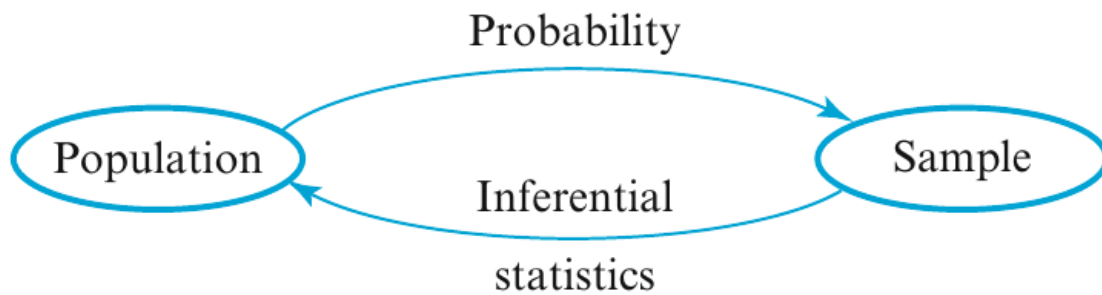 Probability
Population
Sample
Inferential
statistics